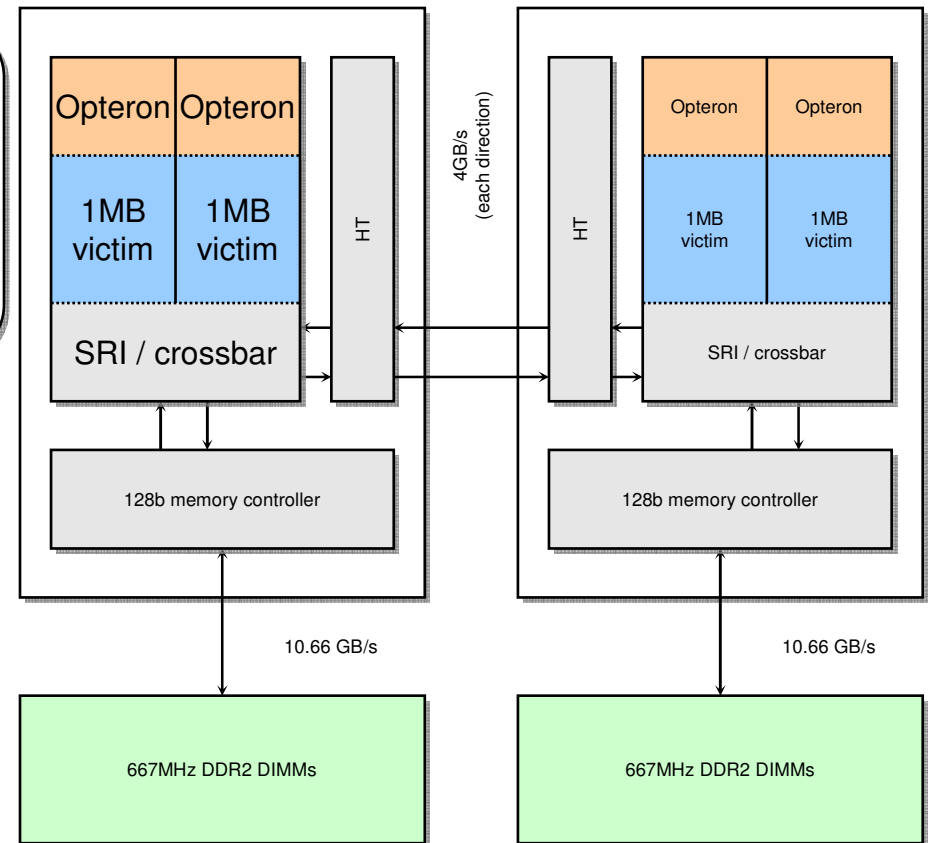 Opteron
Opteron
1MB
victim
1MB
victim
SRI / crossbar
HT
128b memory controller
10.66 GB/s
667MHz DDR2 DIMMs
4GB/s
(each direction)
HT
Opteron
Opteron
1MB
victim
1MB
victim
SRI / crossbar
128b memory controller
10.66 GB/s
667MHz DDR2 DIMMs